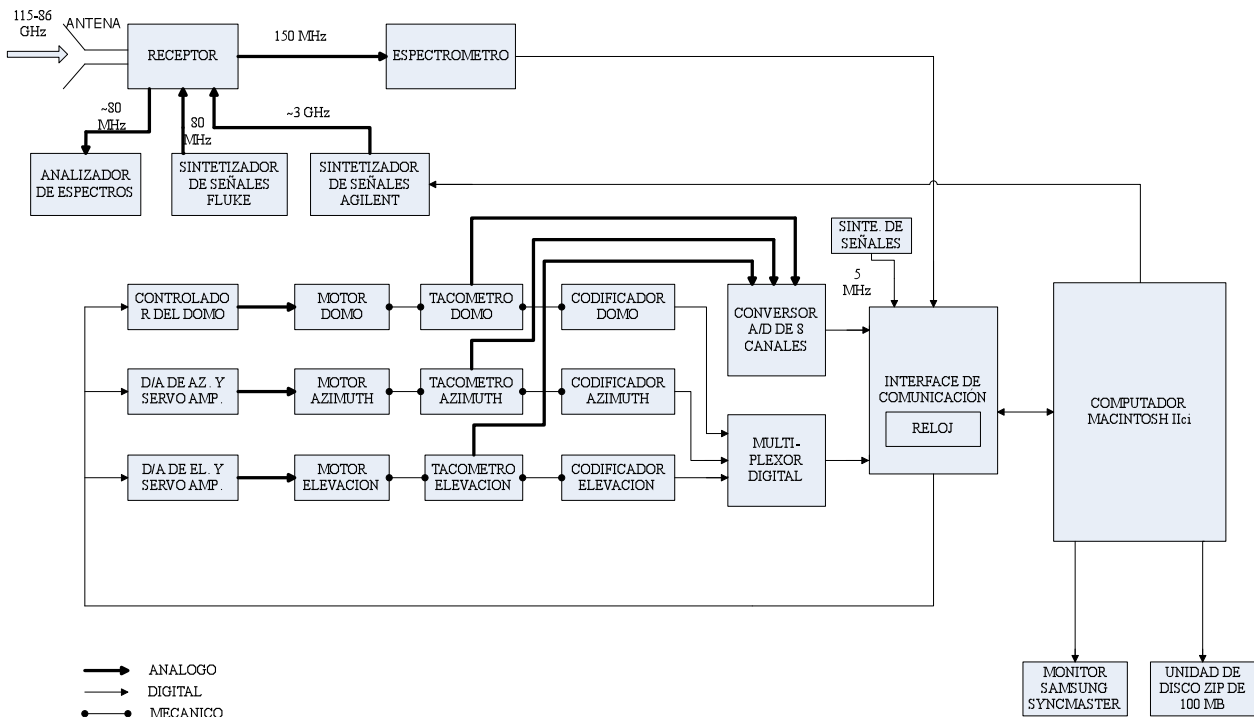 115-86
GHz
ANTENA
RECEPTOR
150 MHz
ESPECTROMETRO
~80
MHz
80
MHz
~3 GHz
ANALIZADOR
DE ESPECTROS
SINTETIZADOR
DE SEÑALES
FLUKE
SINTETIZADOR
DE SEÑALES
AGILENT
SINTE. DE
SEÑALES
5
MHz
CONTROLADO
R DEL DOMO
MOTOR
DOMO
TACOMETRO
DOMO
CODIFICADOR
DOMO
CONVERSOR
A/D DE 8
CANALES
D/A DE AZ. Y
SERVO AMP.
MOTOR
AZIMUTH
TACOMETRO
AZIMUTH
CODIFICADOR
AZIMUTH
INTERFACE DE
COMUNICACIÓN
RELOJ
COMPUTADOR
MACINTOSH IIci
D/A DE EL. Y
SERVO AMP.
MOTOR
ELEVACION
TACOMETRO
ELEVACION
CODIFICADOR
ELEVACION
MULTI-
PLEXOR
DIGITAL
ANALOGO
DIGITAL
MECANICO
MONITOR
SAMSUNG
SYNCMASTER
UNIDAD DE
DISCO ZIP DE
100 MB